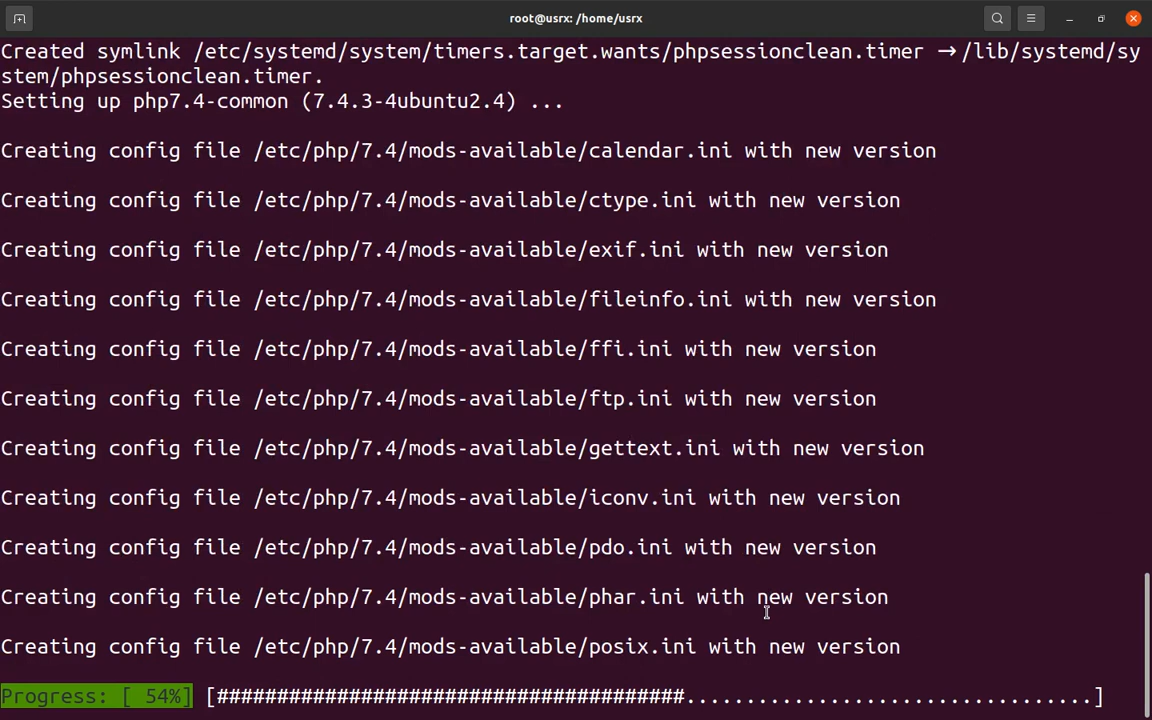 root@usrx: /home/usrx
Created symlink /etc/systemd/system/timers.target.wants/phpsessionclean.timer → /lib/systemd/sy
stem/phpsessionclean.timer.
Setting up php7.4-common (7.4.3-4ubuntu2.4) ...
Creating config file /etc/php/7.4/mods-available/calendar.ini with new version
Creating config file /etc/php/7.4/mods-available/ctype.ini with new version
Creating config file /etc/php/7.4/mods-available/exif.ini with new version
Creating config file /etc/php/7.4/mods-available/fileinfo.ini with new version
Creating config file /etc/php/7.4/mods-available/ffi.ini with new version
Creating config file /etc/php/7.4/mods-available/ftp.ini with new version
Creating config file /etc/php/7.4/mods-available/gettext.ini with new version
Creating config file /etc/php/7.4/mods-available/iconv.ini with new version
Creating config file /etc/php/7.4/mods-available/pdo.ini with new version
Creating config file /etc/php/7.4/mods-available/phar.ini with new version
Creating config file /etc/php/7.4/mods-available/posix.ini with new version
Progress: [ 54%] [#######################################..................................]